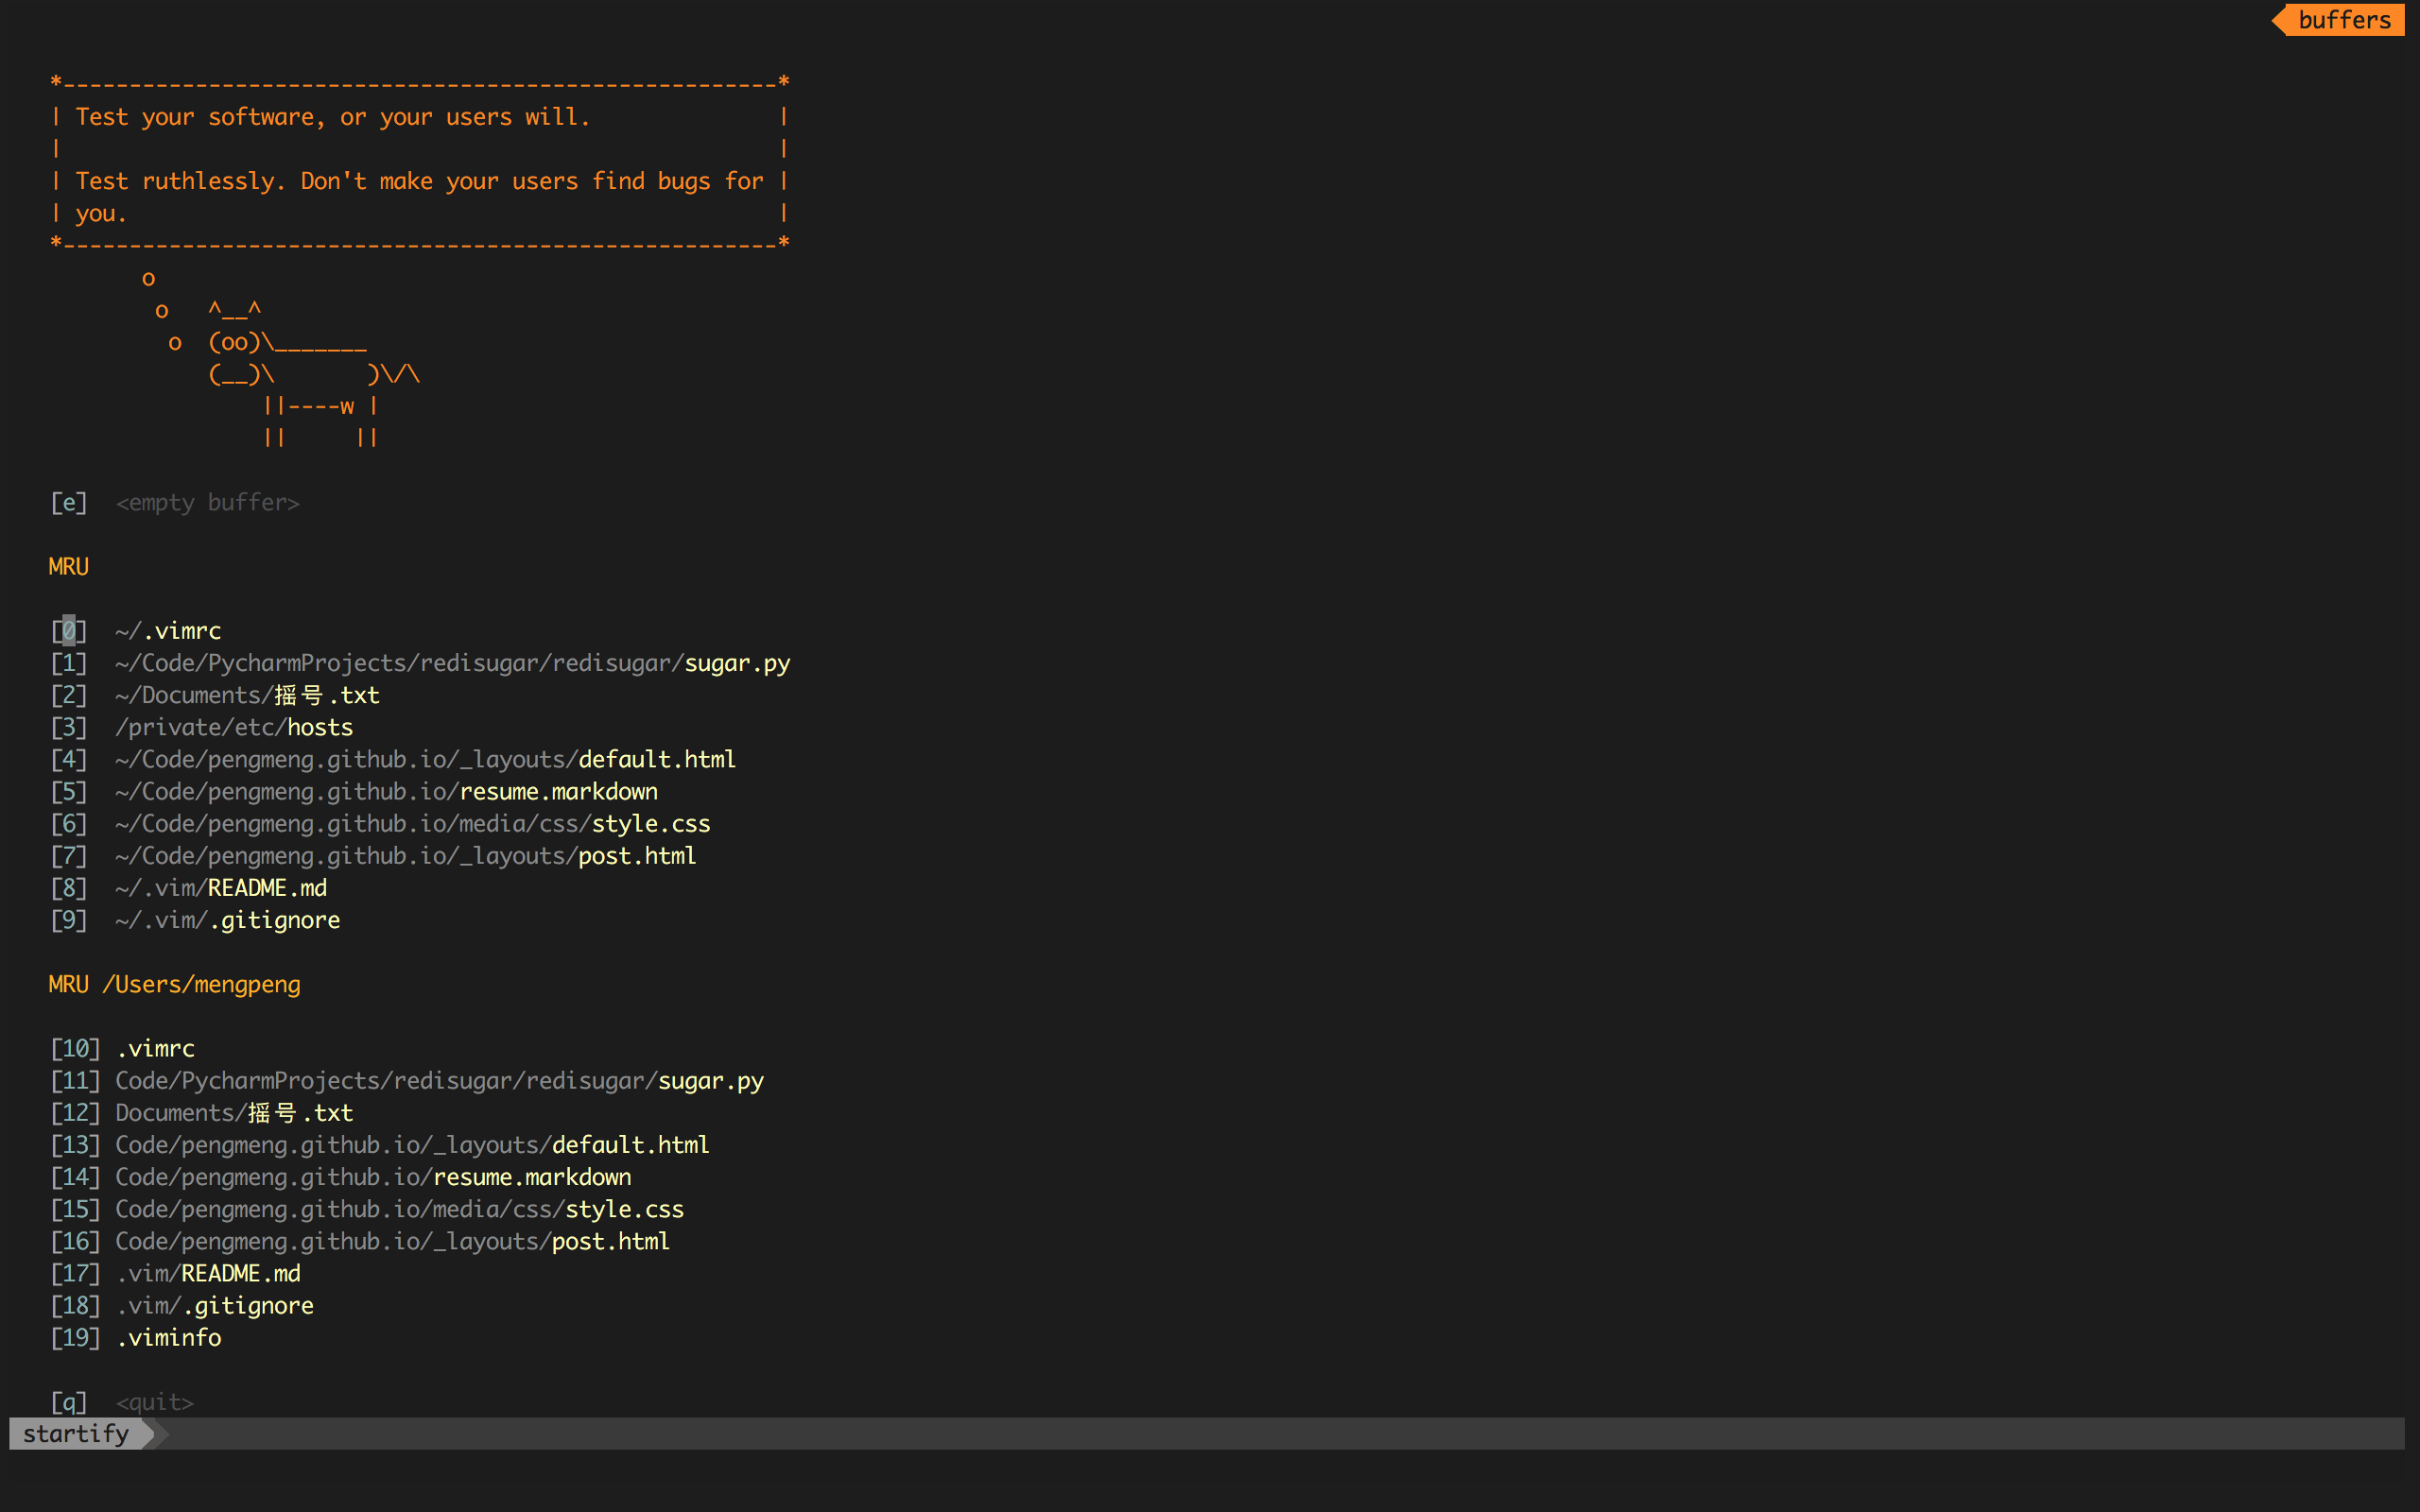 buffers
*------------------------------------------------------*
| Test your software, or your users will.              |
|                                                      |
| Test ruthlessly. Don't make your users find bugs for |
| you.                                                 |
*------------------------------------------------------*
       o
        o   ^__^
         o  (oo)\_______
            (__)\       )\/\
                ||----w |
                ||     ||
[e]  <empty buffer>
MRU
[0]  ~/.vimrc
[1]  ~/Code/PycharmProjects/redisugar/redisugar/sugar.py
[2]  ~/Documents/摇号.txt
[3]  /private/etc/hosts
[4]  ~/Code/pengmeng.github.io/_layouts/default.html
[5]  ~/Code/pengmeng.github.io/resume.markdown
[6]  ~/Code/pengmeng.github.io/media/css/style.css
[7]  ~/Code/pengmeng.github.io/_layouts/post.html
[8]  ~/.vim/README.md
[9]  ~/.vim/.gitignore
MRU /Users/mengpeng
[10] .vimrc
[11] Code/PycharmProjects/redisugar/redisugar/sugar.py
[12] Documents/摇号.txt
[13] Code/pengmeng.github.io/_layouts/default.html
[14] Code/pengmeng.github.io/resume.markdown
[15] Code/pengmeng.github.io/media/css/style.css
[16] Code/pengmeng.github.io/_layouts/post.html
[17] .vim/README.md
[18] .vim/.gitignore
[19] .viminfo
[q]  <quit>
startify